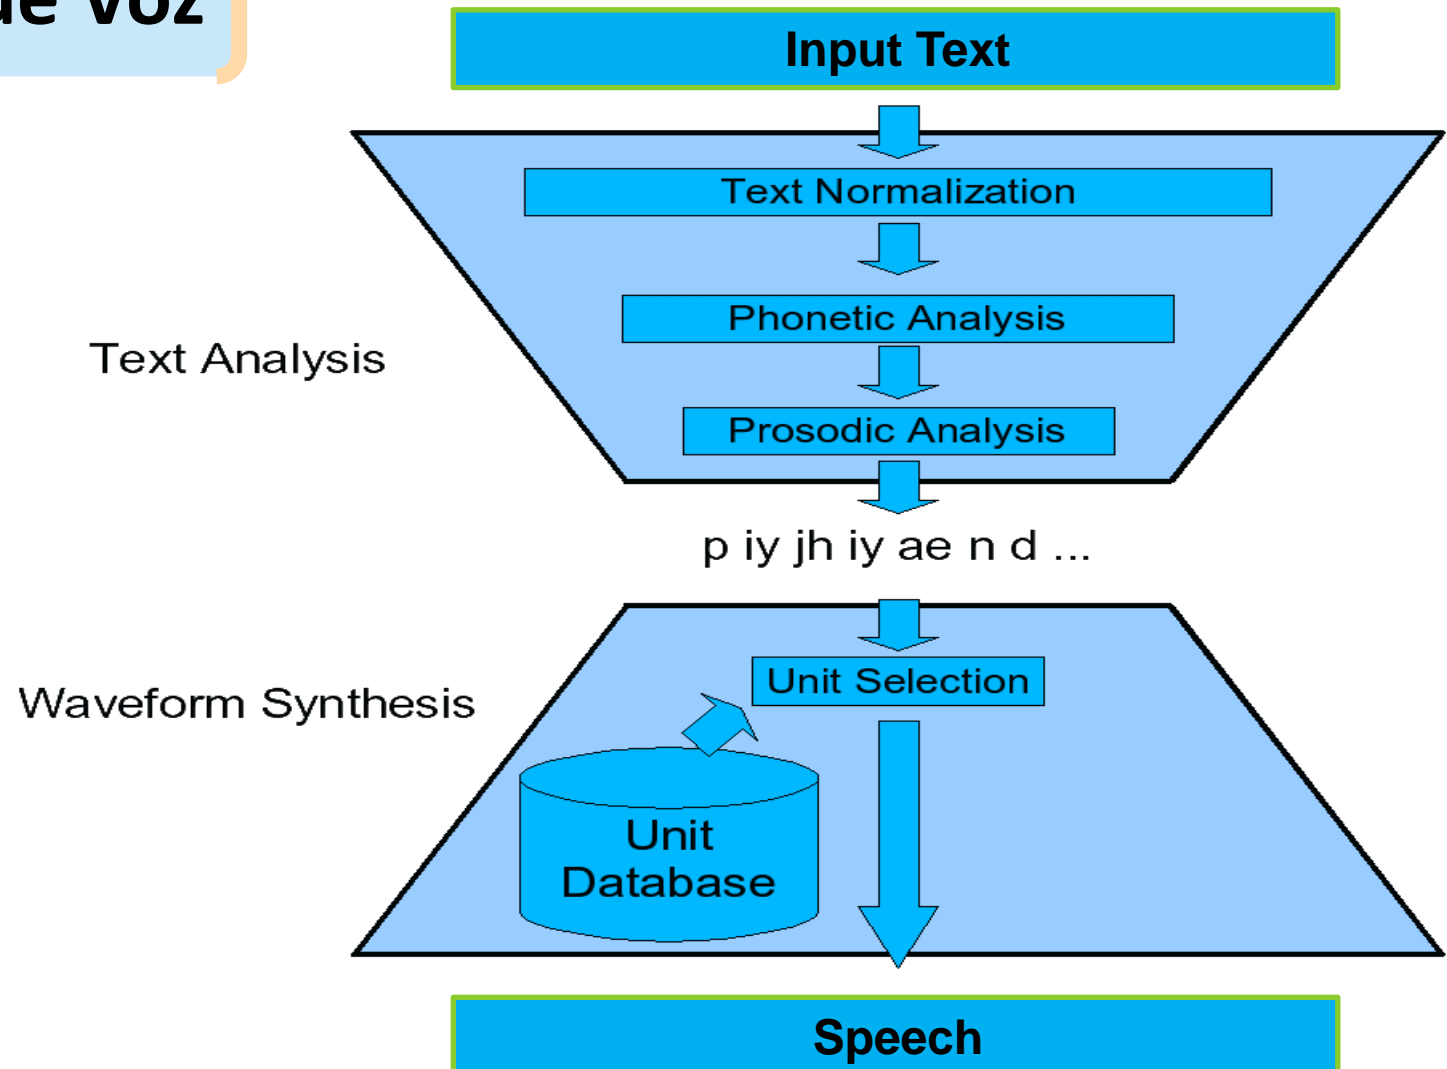 de Voz
Input Text
Text Normalization
Phonetic Analysis
Text Analysis
Prosodic Analysis
p iy jh iy ae n d ...
Unit Selection
Waveform Synthesis
Unit
Database
Speech